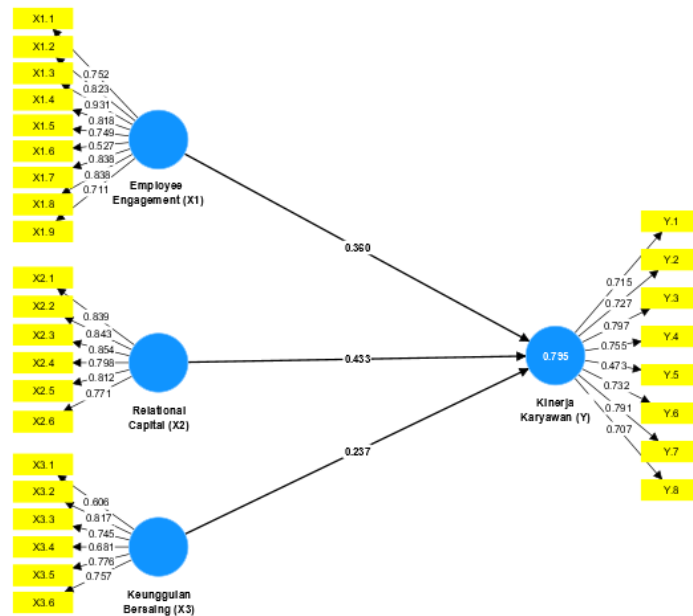 X1.1
X1.2
X1.3
X1.4
X1.5
X1.6
X1.7
X1.8
X1.9
0.752
0.823
0.931
0.818
0.749
0.527
0.838
0.838
0.711
Employee
Engagement (X1)
0.360
X2.1
X2.2
X2.3
X2.4
X2.5
X2.6
0.839
0.843
0.854
0.798
0.812
0.771
Relational
Capital (X2)
0.433
X3.1
X3.2
X3.3
X3.4
X3.5
X3.6
0.606
0.817
0.745
0.681
0.776
0.757
Keunggulan
Bersaing (X3)
0.237
0.795
Kinerja
Karyawan (Y)
0.715
0.727
0.797
0.755
0.473
0.732
0.791
0.707
Y.1
Y.2
Y.3
Y.4
Y.5
Y.6
Y.7
Y.8